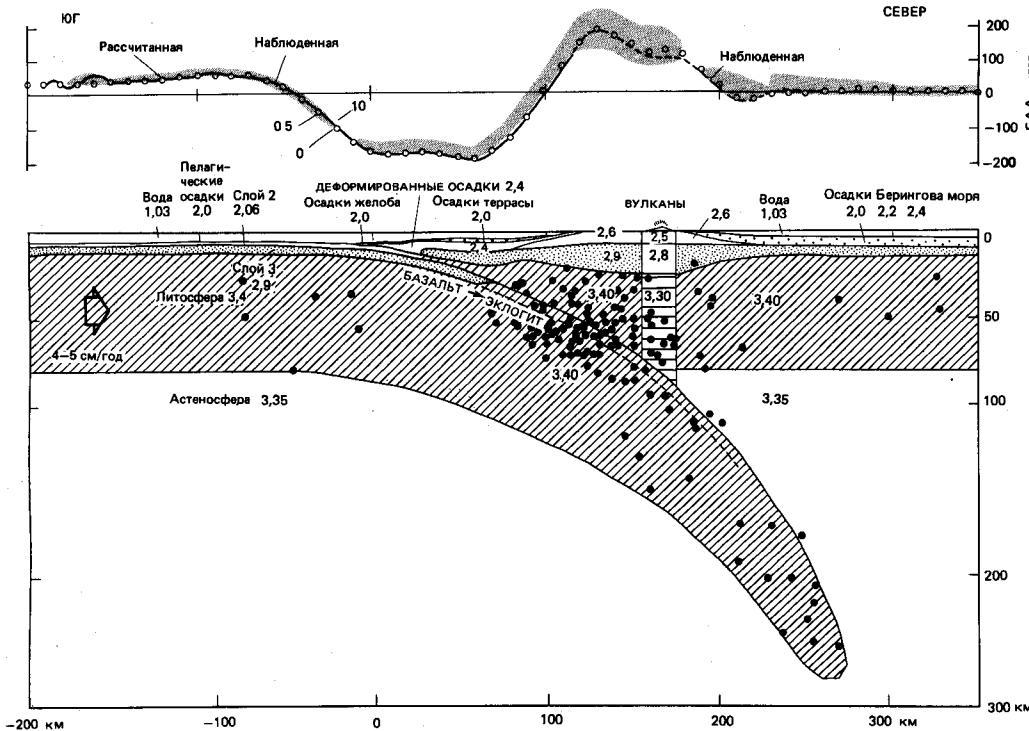 ЮГ
СЕВЕР
Рассчитанная
Наблюденная
Наблюденная
200
100
0
−100
−200
10
0 5
0
Пелаги-
ческие
осадки
2,0
Вода
1,03
Слой 2
2,06
ДЕФОРМИРОВАННЫЕ ОСАДКИ 2,4
Осадки желоба
2,0
Осадки террасы
2,0
ВУЛКАНЫ
2,6
Вода
1,03
Осадки Берингова моря
2,0 2,2 2,4
2,6
2,5
2,4
2,9
2,8
Слой 3
2,9
Литосфера 3,4
БАЗАЛЬТ
ЭКЛОГИТ
3,40
3,30
3,40
3,40
4—5 см/год
Астеносфера 3,35
3,35
0
50
100
200
300 км
−200 км
−100
0
100 км
200 км
300 км